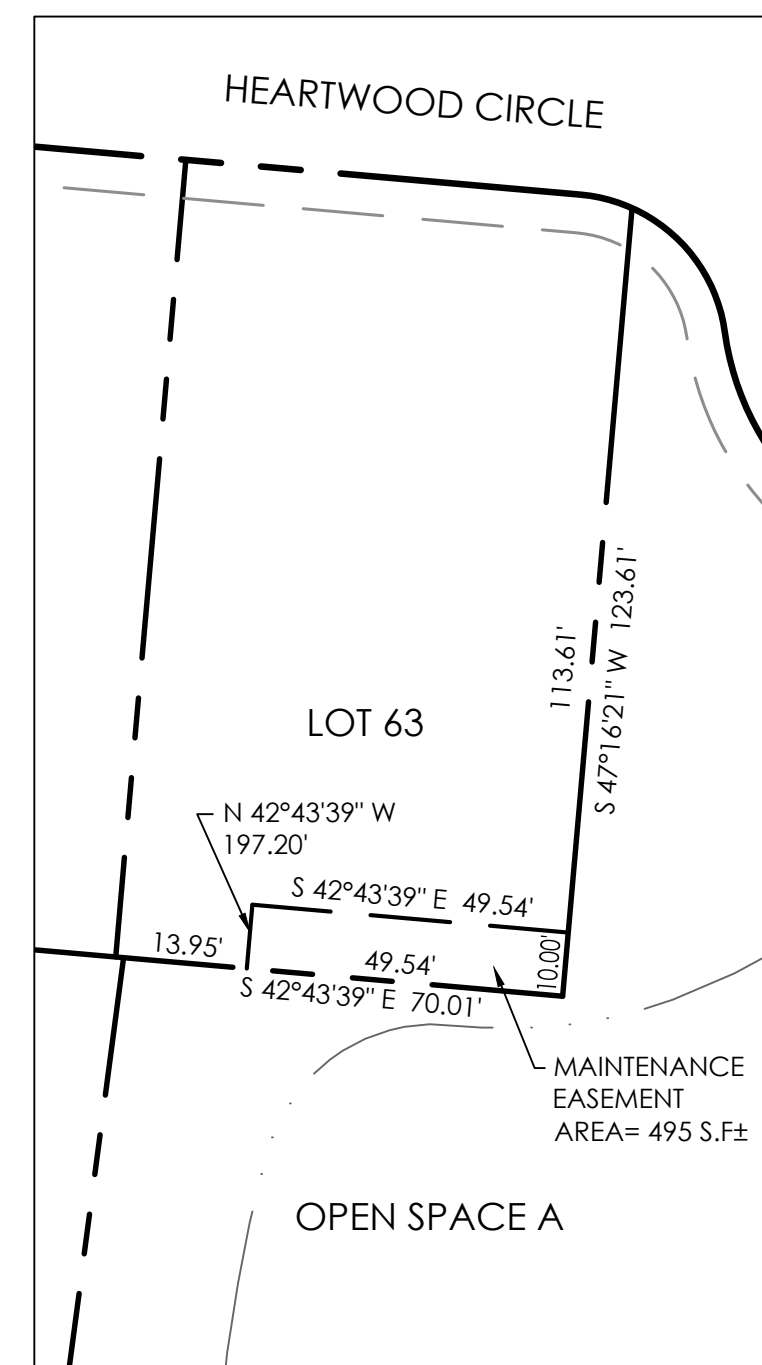 HEARTWOOD CIRCLE
113.61'
S 47°16'21" W 123.61'
LOT 63
N 42°43'39" W
197.20'
S 42°43'39" E 49.54'
13.95'
49.54'
10.00'
S 42°43'39" E 70.01'
MAINTENANCE
EASEMENT
AREA= 495 S.F±
OPEN SPACE A